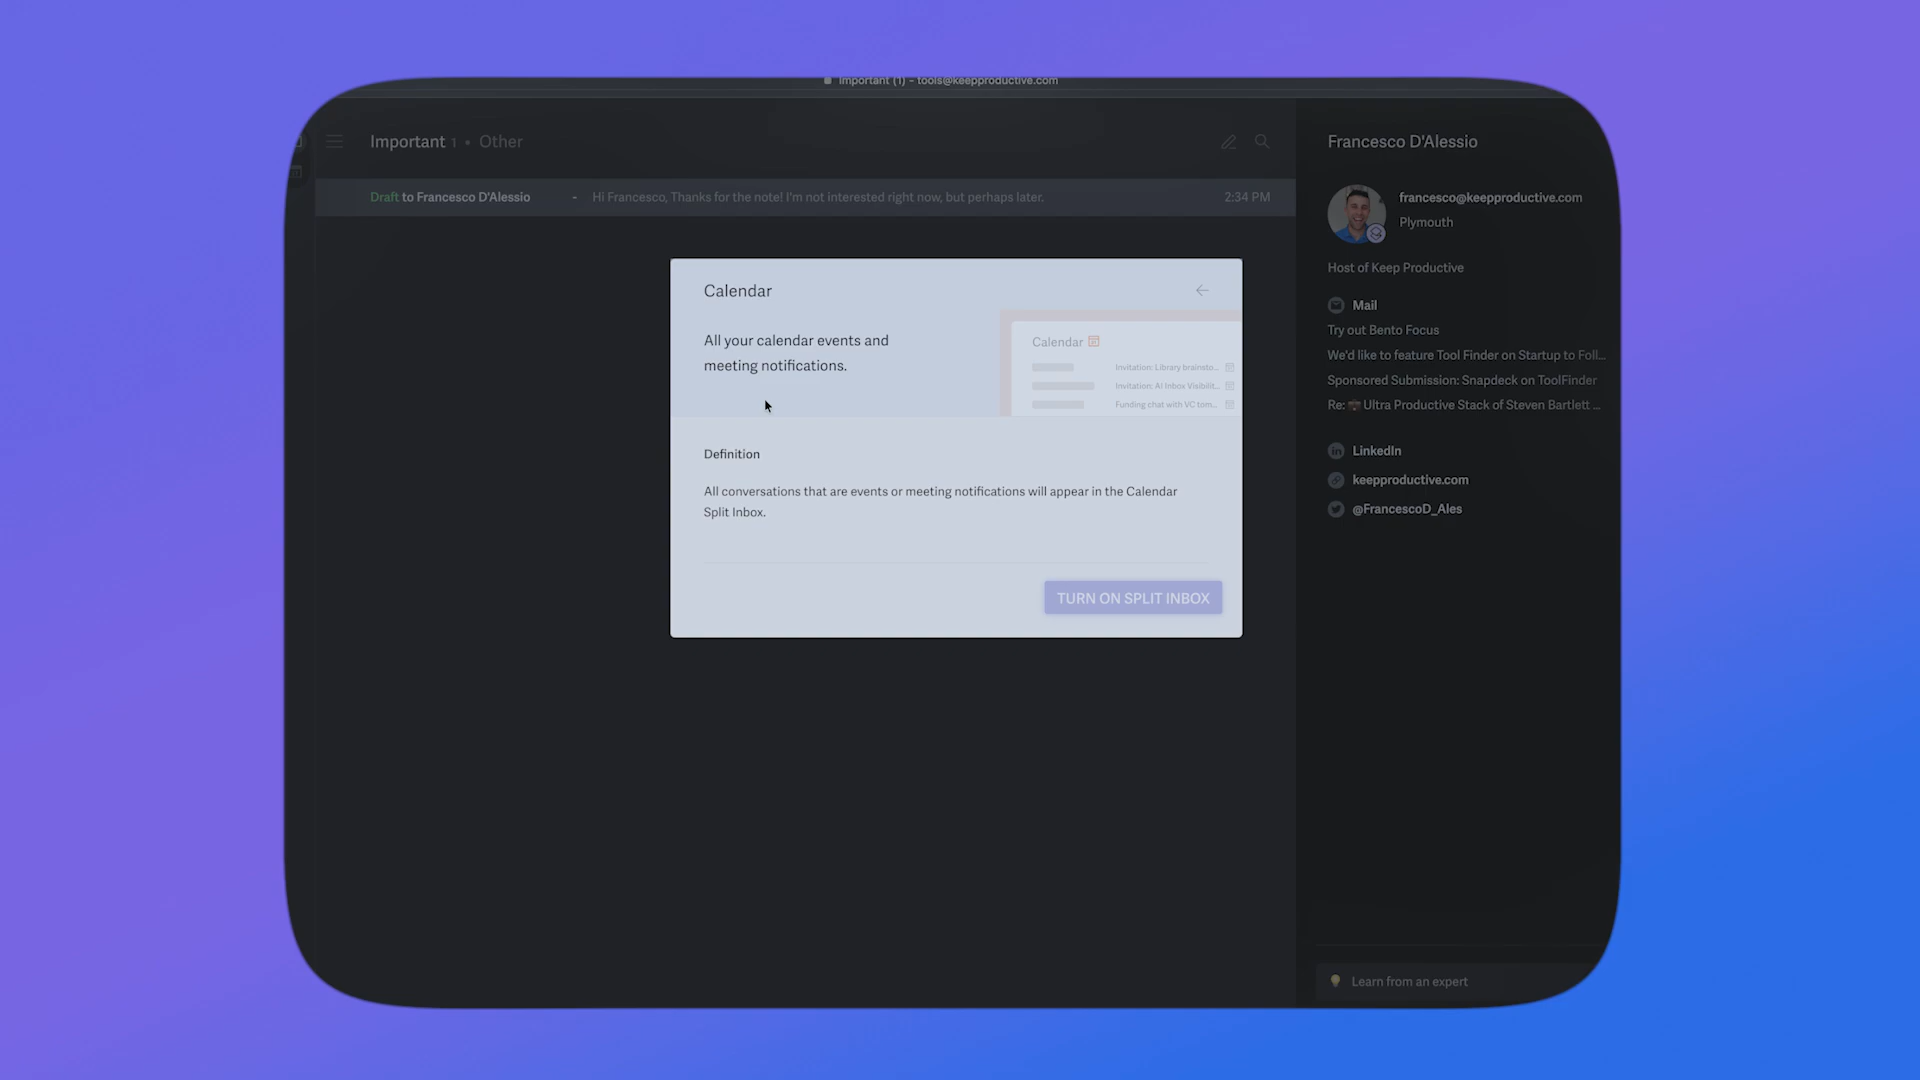 Important (1) - tools@keepproductive.com
Important 1 • Other
Draft to Francesco D'Alessio - Hi Francesco, Thanks for the note! I'm not interested right now, but perhaps later. 2:34 PM
Calendar
All your calendar events and
meeting notifications.
Calendar
Invitation: Library brainsto...
Invitation: AI Inbox Visibilit...
Funding chat with VC tom...
Definition
All conversations that are events or meeting notifications will appear in the Calendar
Split Inbox.
TURN ON SPLIT INBOX
Francesco D'Alessio
francesco@keepproductive.com
Plymouth
Host of Keep Productive
Mail
Try out Bento Focus
We'd like to feature Tool Finder on Startup to Foll...
Sponsored Submission: Snapdeck on ToolFinder
Re: 💼 Ultra Productive Stack of Steven Bartlett ...
LinkedIn
keepproductive.com
@FrancescoD_Ales
Learn from an expert